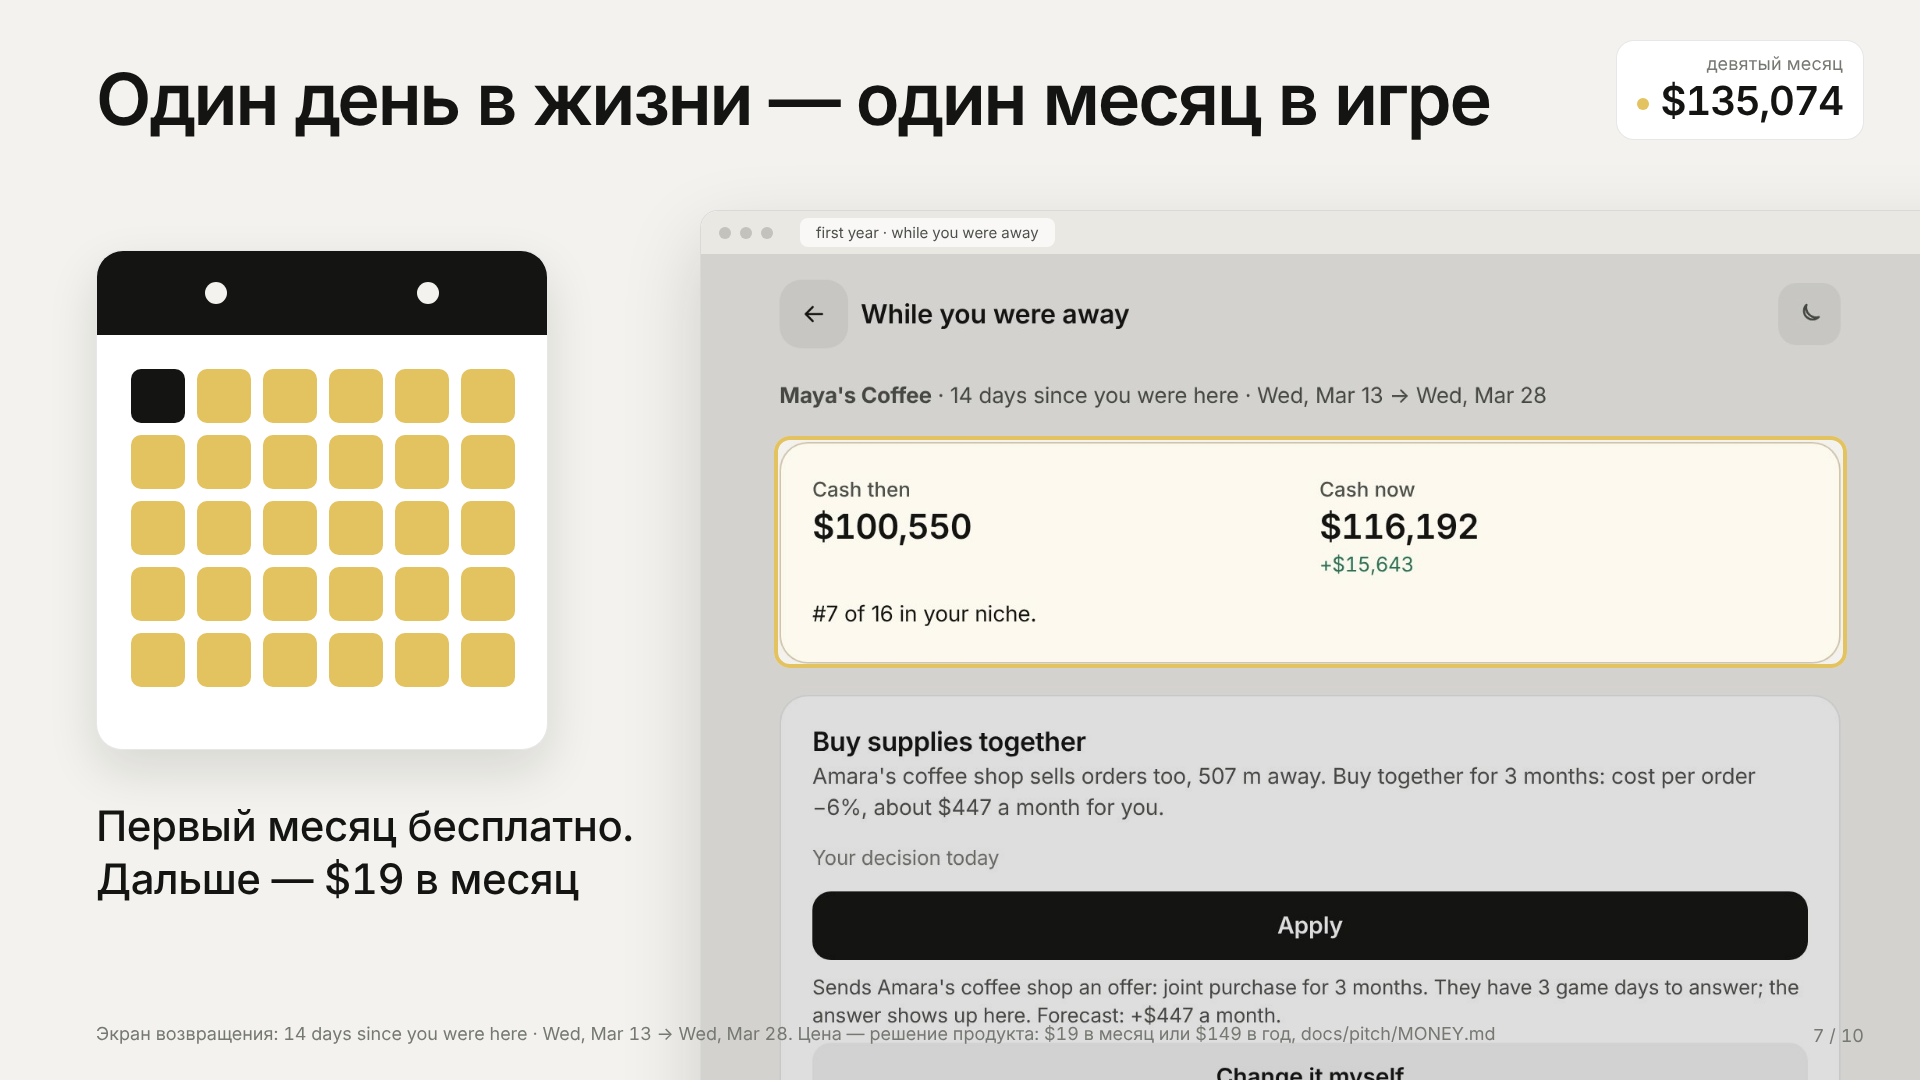 Один день в жизни — один месяц в игре
девятый месяц
$135,074
first year · while you were away
While you were away
Maya's Coffee · 14 days since you were here · Wed, Mar 13 → Wed, Mar 28
Cash then
$100,550
Cash now
$116,192
+$15,643
#7 of 16 in your niche.
Buy supplies together
Amara's coffee shop sells orders too, 507 m away. Buy together for 3 months: cost per order
−6%, about $447 a month for you.
Your decision today
Apply
Sends Amara's coffee shop an offer: joint purchase for 3 months. They have 3 game days to answer; the
answer shows up here. Forecast: +$447 a month.
Change it myself
Первый месяц бесплатно.
Дальше — $19 в месяц
Экран возвращения: 14 days since you were here · Wed, Mar 13 → Wed, Mar 28. Цена — решение продукта: $19 в месяц или $149 в год, docs/pitch/MONEY.md
7 / 10